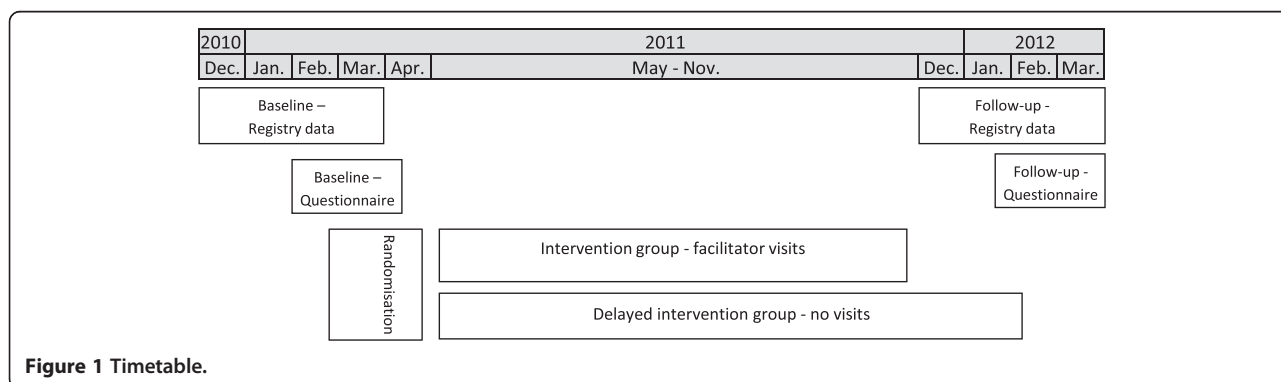 2010 2011 2012
Dec. Jan. Feb. Mar. Apr. May - Nov. Dec. Jan. Feb. Mar.
Baseline –
Registry data
Follow-up -
Registry data
Baseline –
Questionnaire
Follow-up -
Questionnaire
Randomisation
Intervention group - facilitator visits
Delayed intervention group - no visits
Figure 1 Timetable.